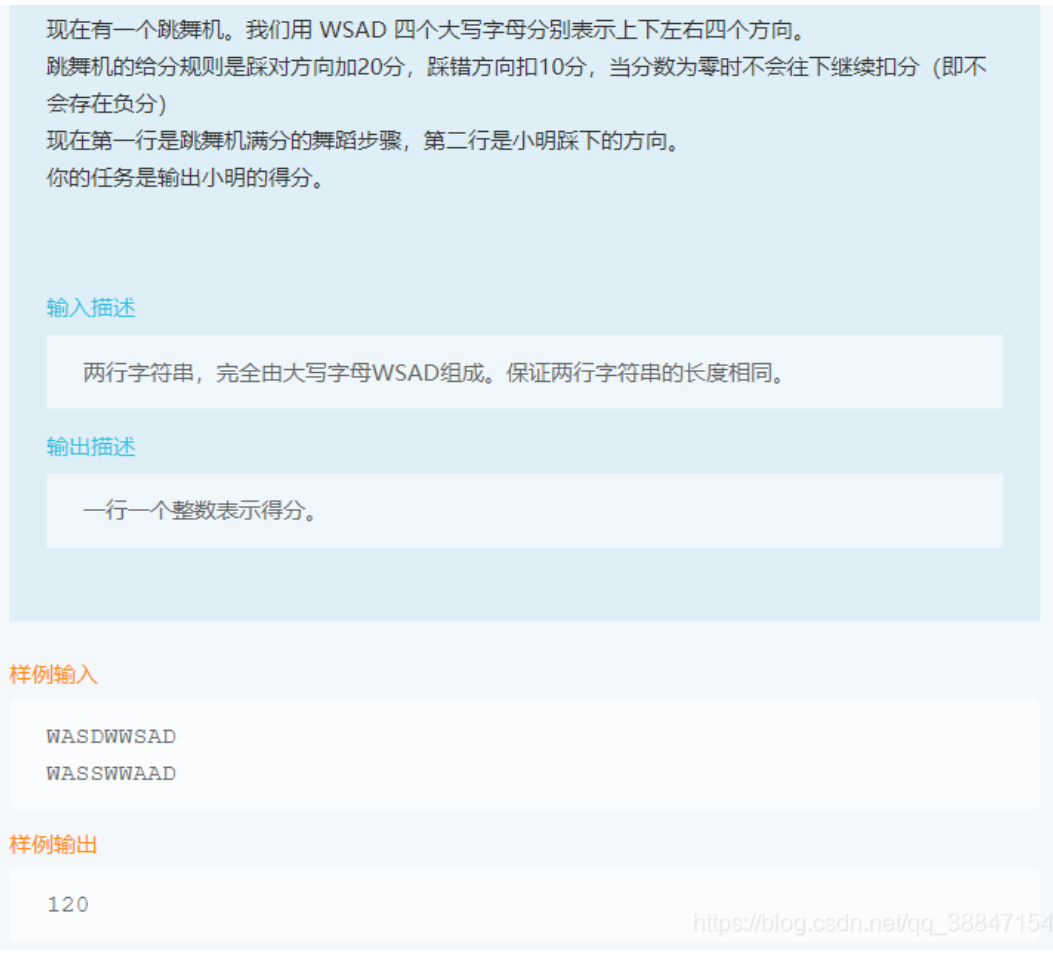 现在有一个跳舞机。我们用 WSAD 四个大写字母分别表示上下左右四个方向。
跳舞机的给分规则是踩对方向加20分，踩错方向扣10分，当分数为零时不会往下继续扣分（即不
会存在负分）
现在第一行是跳舞机满分的舞蹈步骤，第二行是小明踩下的方向。
你的任务是输出小明的得分。
输入描述
两行字符串，完全由大写字母WSAD组成。保证两行字符串的长度相同。
输出描述
一行一个整数表示得分。
样例输入
WASDWWSAD
WASSWWAAD
样例输出
120
https://blog.csdn.net/qq_38847154